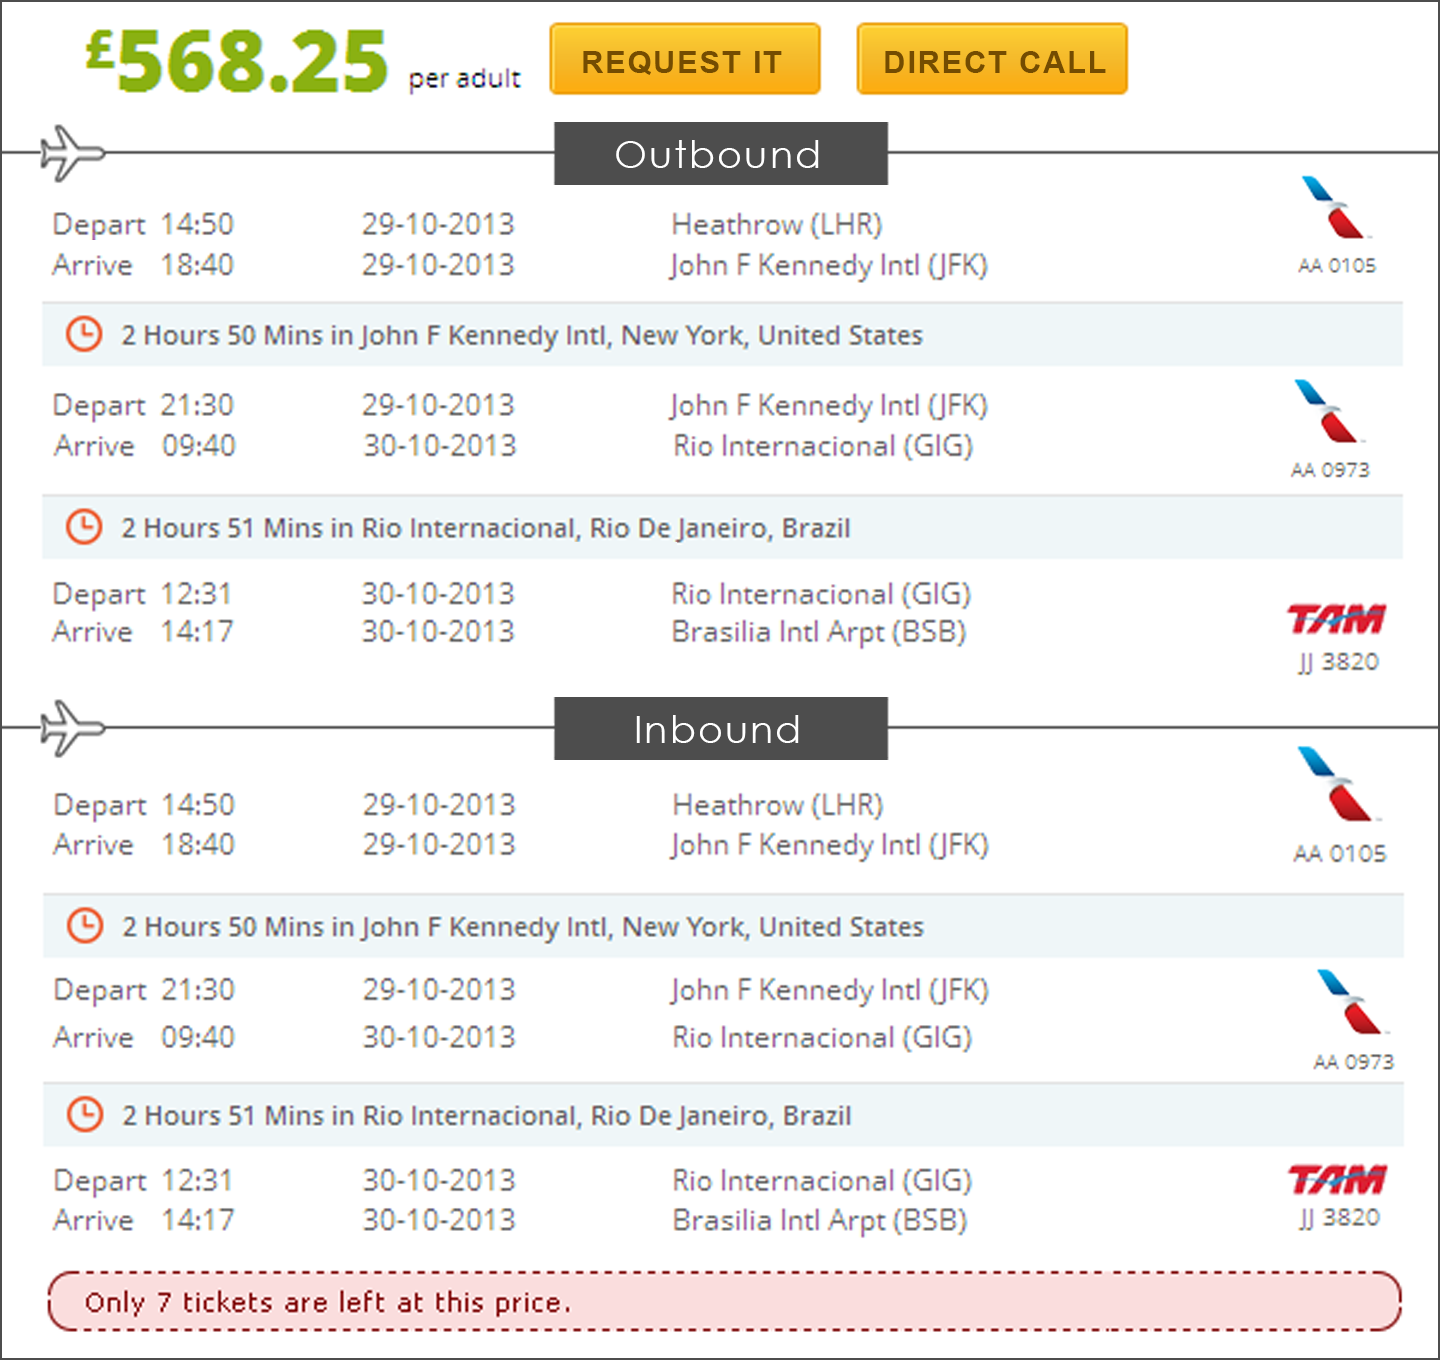 £568.25 per adult REQUEST IT DIRECT CALL
Outbound
Depart 14:50 29-10-2013 Heathrow (LHR)
Arrive 18:40 29-10-2013 John F Kennedy Intl (JFK)
AA 0105
2 Hours 50 Mins in John F Kennedy Intl, New York, United States
Depart 21:30 29-10-2013 John F Kennedy Intl (JFK)
Arrive 09:40 30-10-2013 Rio Internacional (GIG)
AA 0973
2 Hours 51 Mins in Rio Internacional, Rio De Janeiro, Brazil
Depart 12:31 30-10-2013 Rio Internacional (GIG)
TAM
Arrive 14:17 30-10-2013 Brasilia Intl Arpt (BSB)
JJ 3820
Inbound
Depart 14:50 29-10-2013 Heathrow (LHR)
Arrive 18:40 29-10-2013 John F Kennedy Intl (JFK)
AA 0105
2 Hours 50 Mins in John F Kennedy Intl, New York, United States
Depart 21:30 29-10-2013 John F Kennedy Intl (JFK)
Arrive 09:40 30-10-2013 Rio Internacional (GIG)
AA 0973
2 Hours 51 Mins in Rio Internacional, Rio De Janeiro, Brazil
Depart 12:31 30-10-2013 Rio Internacional (GIG)
TAM
Arrive 14:17 30-10-2013 Brasilia Intl Arpt (BSB)
JJ 3820
Only 7 tickets are left at this price.